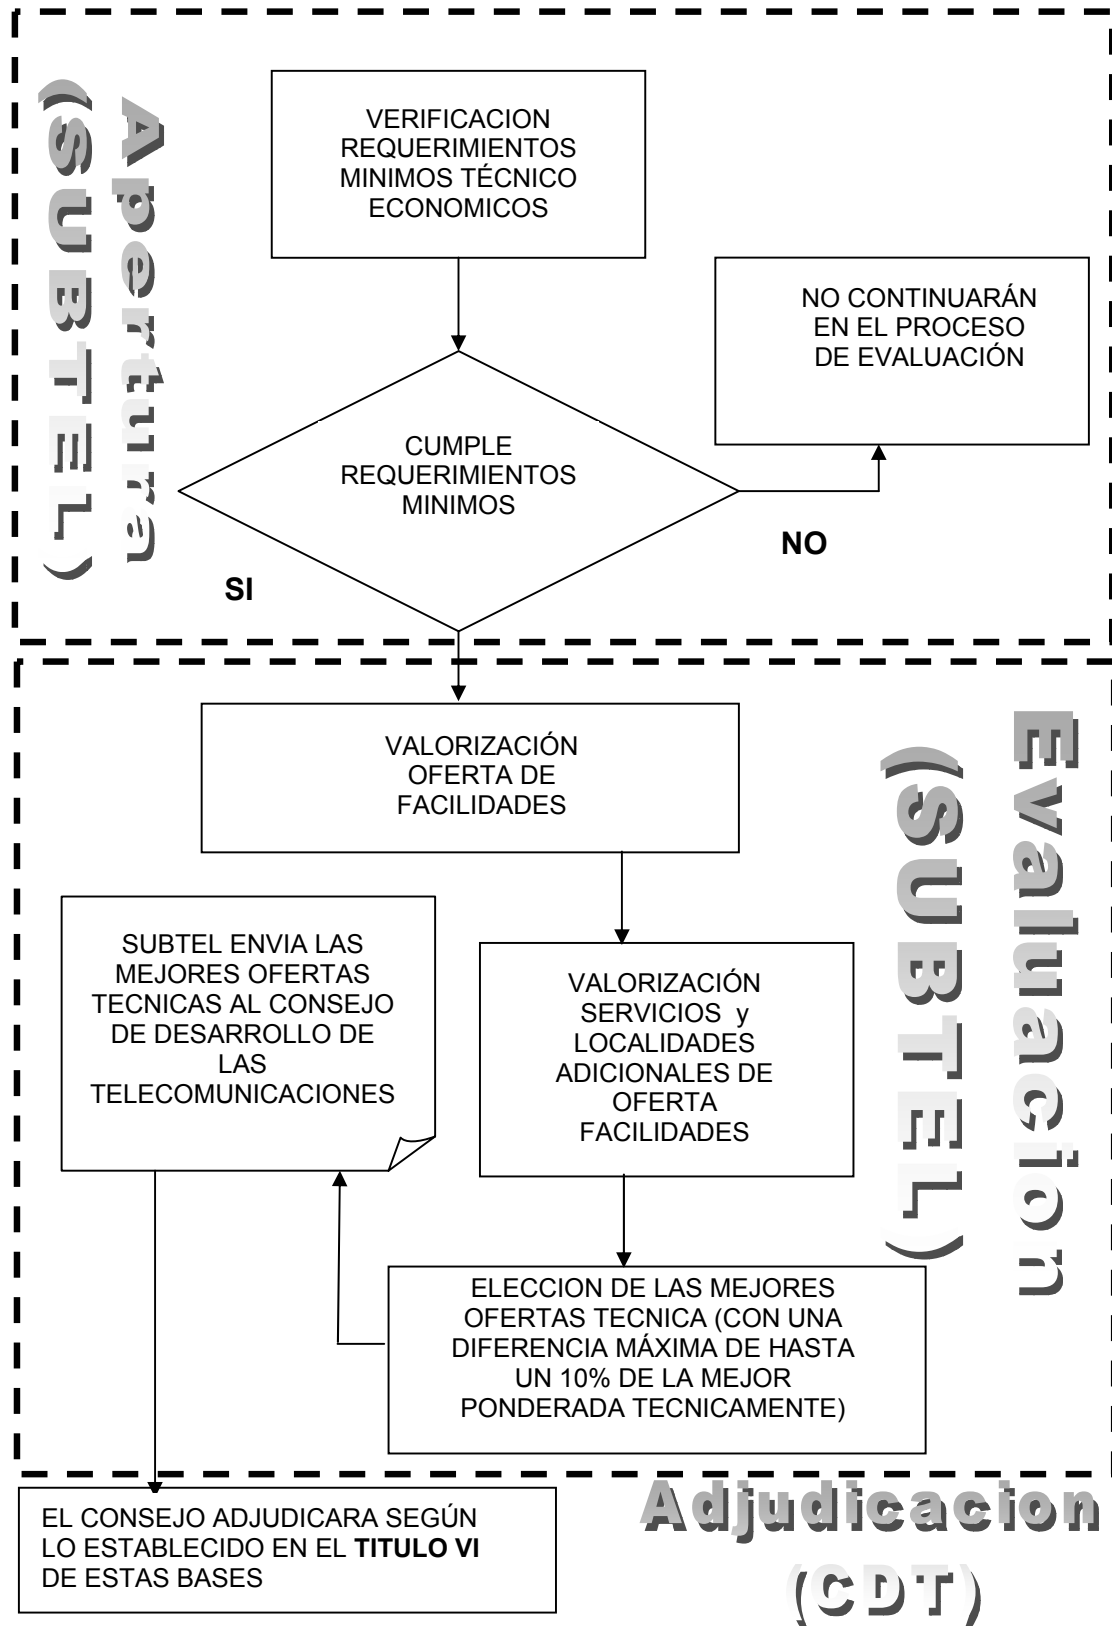 Apertura
(SUBTEL)
VERIFICACION
REQUERIMIENTOS
MINIMOS TÉCNICO
ECONOMICOS
NO CONTINUARÁN
EN EL PROCESO
DE EVALUACIÓN
CUMPLE
REQUERIMIENTOS
MINIMOS
NO
SI
Evaluacion
(SUBTEL)
VALORIZACIÓN
OFERTA DE
FACILIDADES
VALORIZACIÓN
SERVICIOS y
LOCALIDADES
ADICIONALES DE
OFERTA
FACILIDADES
ELECCION DE LAS MEJORES
OFERTAS TECNICA (CON UNA
DIFERENCIA MÁXIMA DE HASTA
UN 10% DE LA MEJOR
PONDERADA TECNICAMENTE)
SUBTEL ENVIA LAS
MEJORES OFERTAS
TECNICAS AL CONSEJO
DE DESARROLLO DE
LAS
TELECOMUNICACIONES
Adjudicacion
(CDT)
EL CONSEJO ADJUDICARA SEGÚN
LO ESTABLECIDO EN EL TITULO VI
DE ESTAS BASES